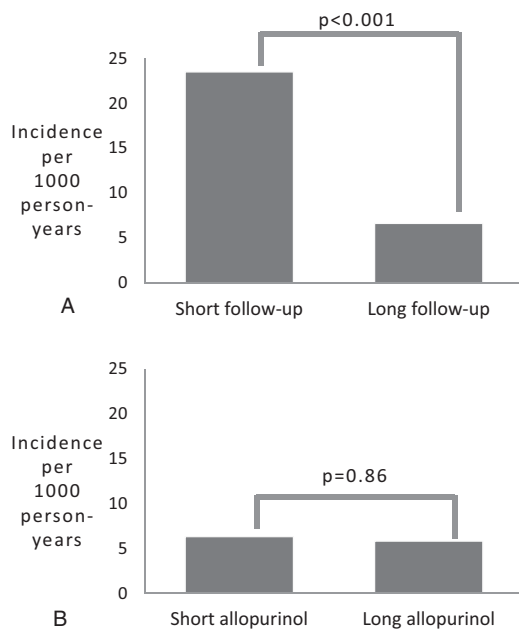 p<0.001
25
20
15
10
5
0
Incidence
per
1000
person-
years
A
Short follow-up Long follow-up
25
20
15
10
5
0
Incidence
per
1000
person-
years
p=0.86
B
Short allopurinol Long allopurinol